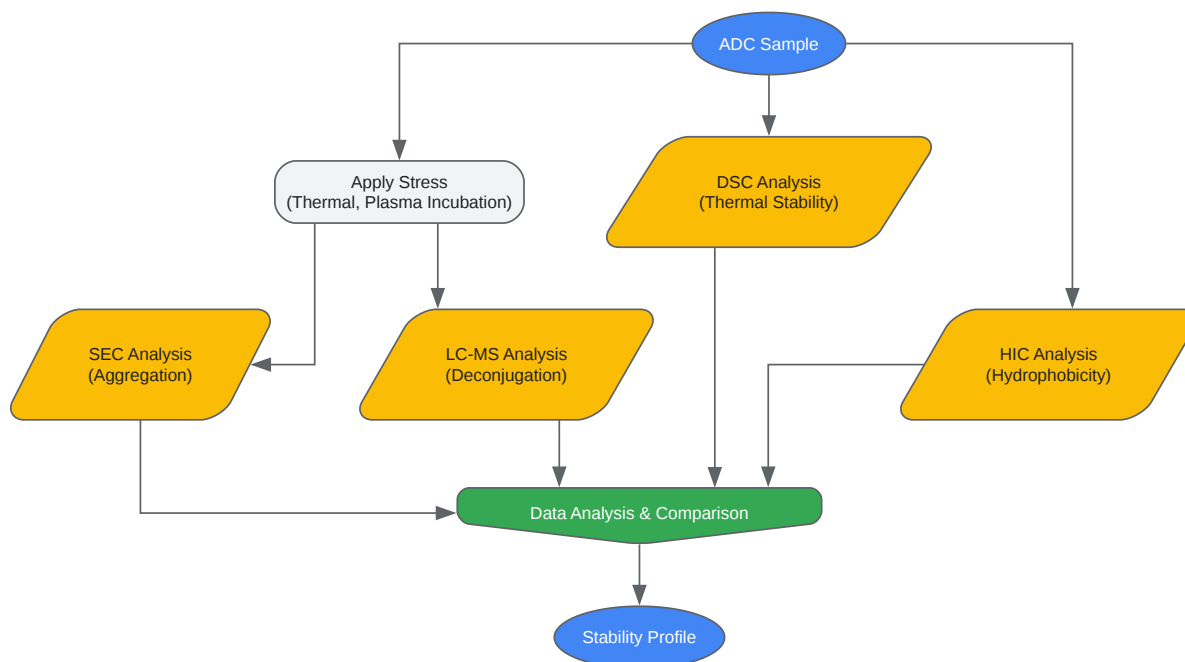 ADC Sample
Apply Stress
(Thermal, Plasma Incubation)
DSC Analysis
(Thermal Stability)
SEC Analysis
(Aggregation)
LC-MS Analysis
(Deconjugation)
HIC Analysis
(Hydrophobicity)
Data Analysis & Comparison
Stability Profile